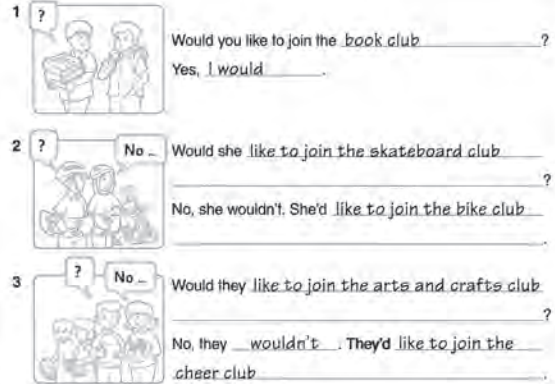 1 ?
Would you like to join the book club ?
Yes, I would .
2 ? No ... Would she like to join the skateboard club
?
No, she wouldn't. She'd like to join the bike club
.
3 ? No ...
Would they like to join the arts and crafts club
?
No, they wouldn't . They'd like to join the
cheer club .